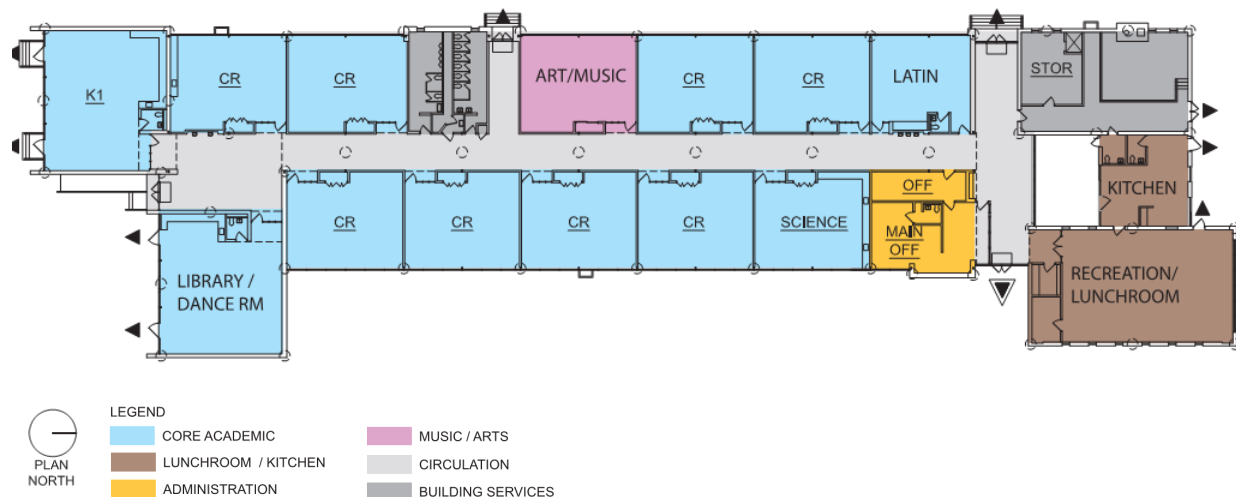 K1
CR
CR
ART/MUSIC
CR
CR
LATIN
STOR
OFF
KITCHEN
CR
CR
CR
CR
SCIENCE
MAIN
OFF
LIBRARY /
DANCE RM
RECREATION/
LUNCHROOM
PLAN
NORTH
LEGEND
CORE ACADEMIC
LUNCHROOM / KITCHEN
ADMINISTRATION
MUSIC / ARTS
CIRCULATION
BUILDING SERVICES